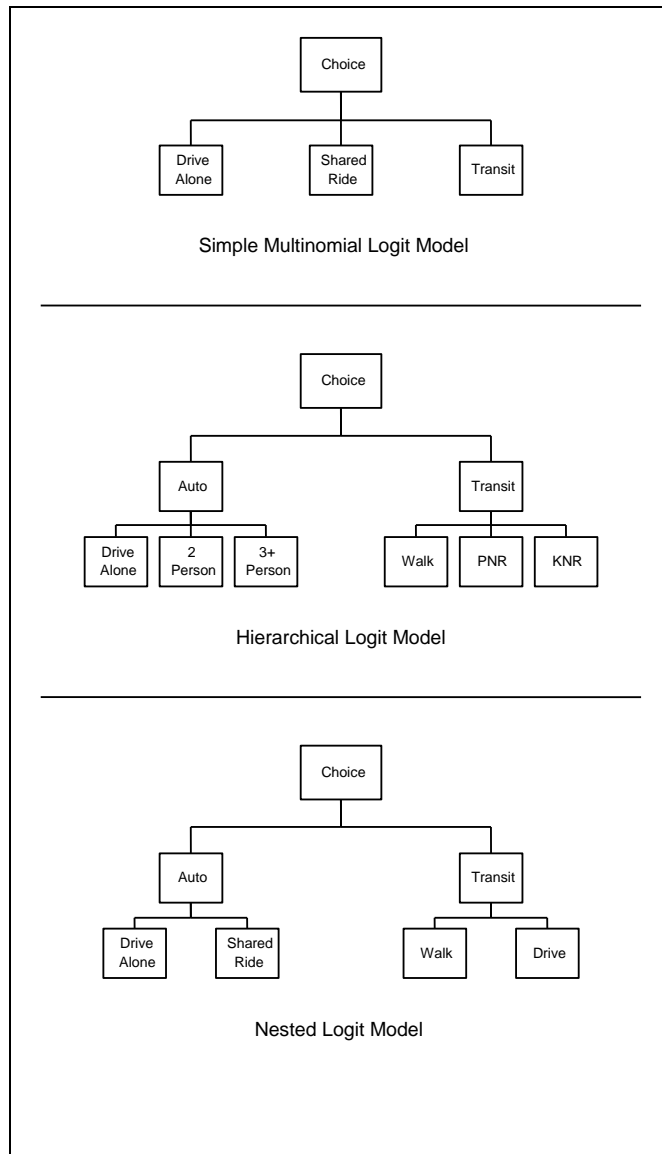 Choice
Drive
Alone
Shared
Ride
Transit
Simple Multinomial Logit Model
Choice
Auto
Transit
Drive
Alone
2
Person
3+
Person
Walk
PNR
KNR
Hierarchical Logit Model
Choice
Auto
Transit
Drive
Alone
Shared
Ride
Walk
Drive
Nested Logit Model